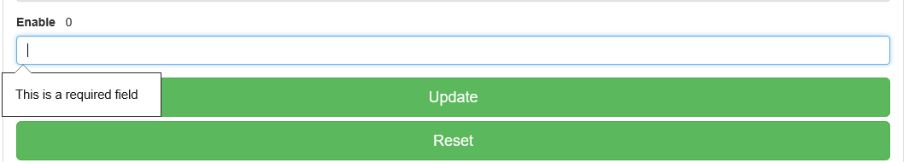 Enable 0
This is a required field
Update
Reset